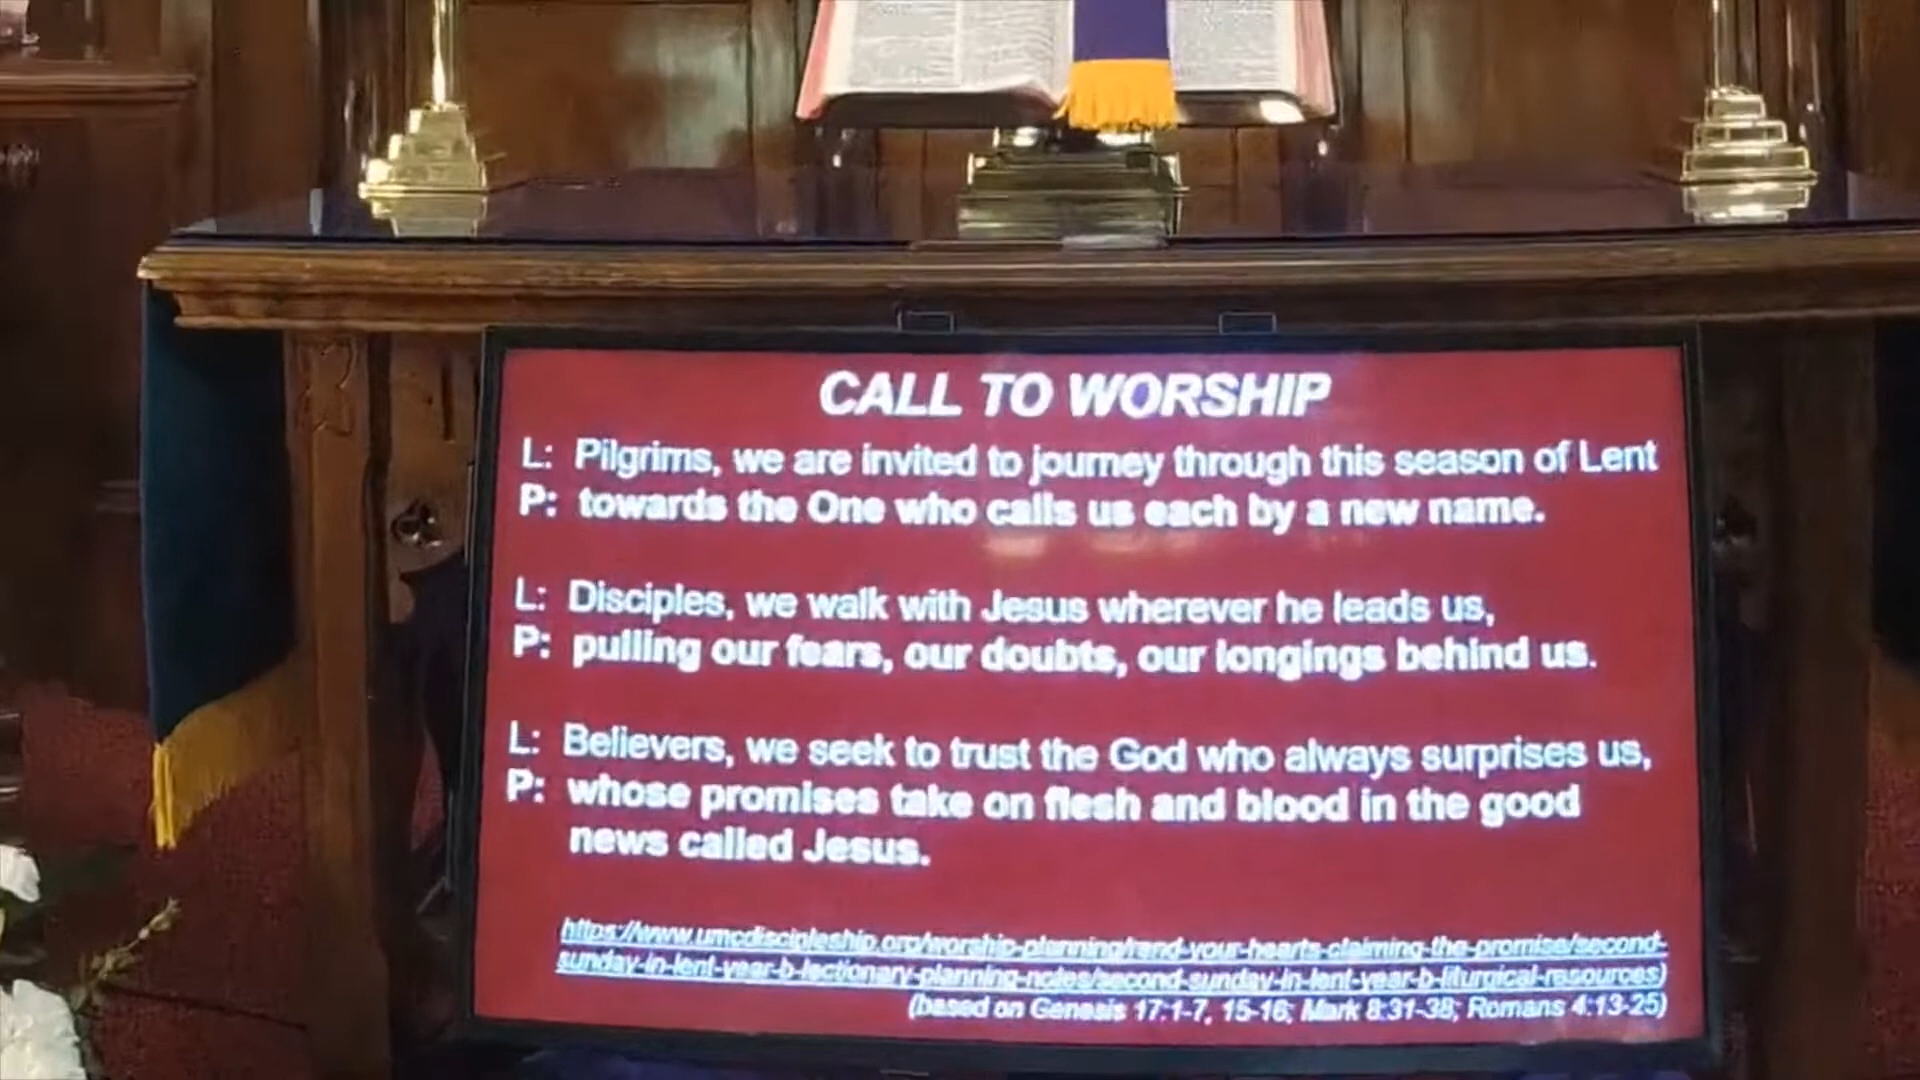 CALL TO WORSHIP
L: Pilgrims, we are invited to journey through this season of Lent
P: towards the One who calls us each by a new name.
L: Disciples, we walk with Jesus wherever he leads us,
P: pulling our fears, our doubts, our longings behind us.
L: Believers, we seek to trust the God who always surprises us,
P: whose promises take on flesh and blood in the good
news called Jesus.
https://www.umcdiscipleship.org/worship-planning/rend-your-hearts-claiming-the-promise/second-
sunday-in-lent-year-b-lectionary-planning-notes/second-sunday-in-lent-year-b-liturgical-resources)
(based on Genesis 17:1-7, 15-16; Mark 8:31-38; Romans 4:13-25)